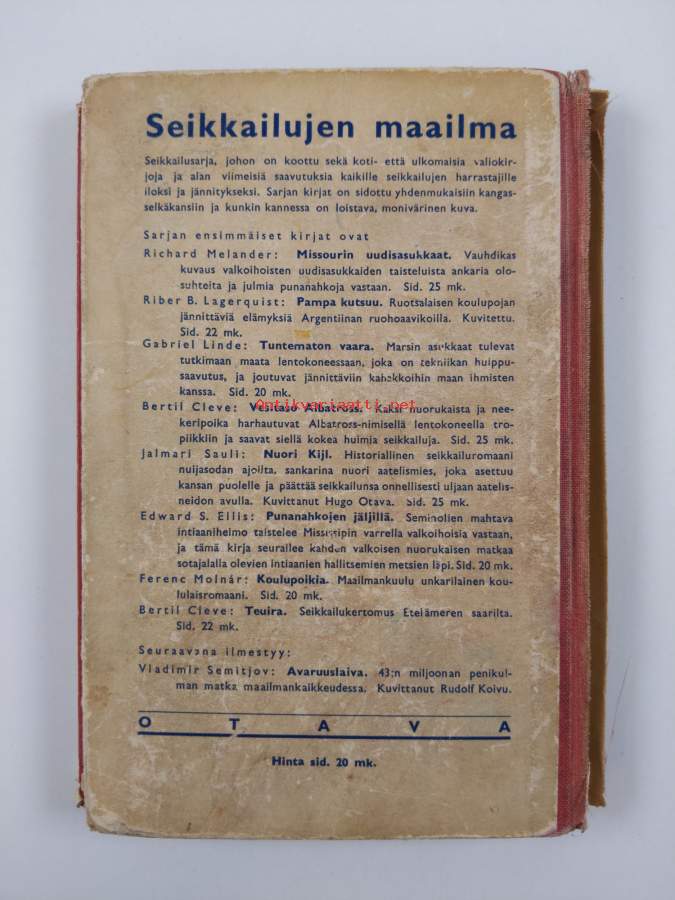 Seikkailujen maailma
Seikkailusarja, johon on koottu sekä koti- että ulkomaisia valiokir-
joja ja alan viimeisiä saavutuksia kaikille seikkailujen harrastajille
iloksi ja jännitykseksi. Sarjan kirjat on sidottu yhdenmukaisiin kangas-
selkäkansiin ja kunkin kannessa on loistava, monivärinen kuva.
Sarjan ensimmäiset kirjat ovat
Richard Melander: Missourin uudisasukkaat. Vauhdikas
kuvaus valkoihoisten uudisasukkaiden taisteluista ankaria olo-
suhteita ja julmia punanahkoja vastaan. Sid. 25 mk.
Riber B. Lagerquist: Pampa kutsuu. Ruotsalaisen koulupojan
jännittäviä elämyksiä Argentiinan ruohoaavikoilla. Kuvitettu.
Sid. 22 mk.
Gabriel Linde: Tuntematon vaara. Marsin asukkaat tulevat
tutkimaan maata lentokoneessaan, joka on tekniikan huippu-
saavutus, ja joutuvat jännittäviin kahakkoihin maan ihmisten
kanssa. Sid. 20 mk.
Antikvariaatti.net
Bertil Cleve: Vesitaso Albatross. Kaksi nuorukaista ja nee-
keripoika harhautuvat Albatross-nimisellä lentokoneella tro-
piikkiin ja saavat siellä kokea huimia seikkailuja. Sid. 25 mk.
Jalmari Sauli: Nuori Kijl. Historiallinen seikkailuromaani
nuijasodan ajoilta, sankarina nuori aatelismies, joka asettuu
kansan puolelle ja päättää seikkailunsa onnellisesti uljaan aatelis-
neidon avulla. Kuvittanut Hugo Otava. Sid. 25 mk.
Edward S. Ellis: Punanahkojen jäljillä. Seminolien mahtava
intiaaniheimo taistelee Missisipin varrella valkoihoisia vastaan,
ja tämä kirja seurailee kahden valkoisen nuorukaisen matkaa
sotajalalla olevien intiaanien hallitsemien metsien läpi. Sid. 20 mk.
Ferenc Molnár: Koulupoikia. Maailmankuulu unkarilainen kou-
lulaisromaani. Sid. 20 mk.
Bertil Cleve: Teuira. Seikkailukertomus Etelämeren saarilta.
Sid. 22 mk.
Seuraavana ilmestyy:
Vladimir Semitjov: Avaruuslaiva. 43:n miljoonan penikul-
man matka maailmankaikkeudessa. Kuvittanut Rudolf Koivu.
OTAVA
Hinta sid. 20 mk.